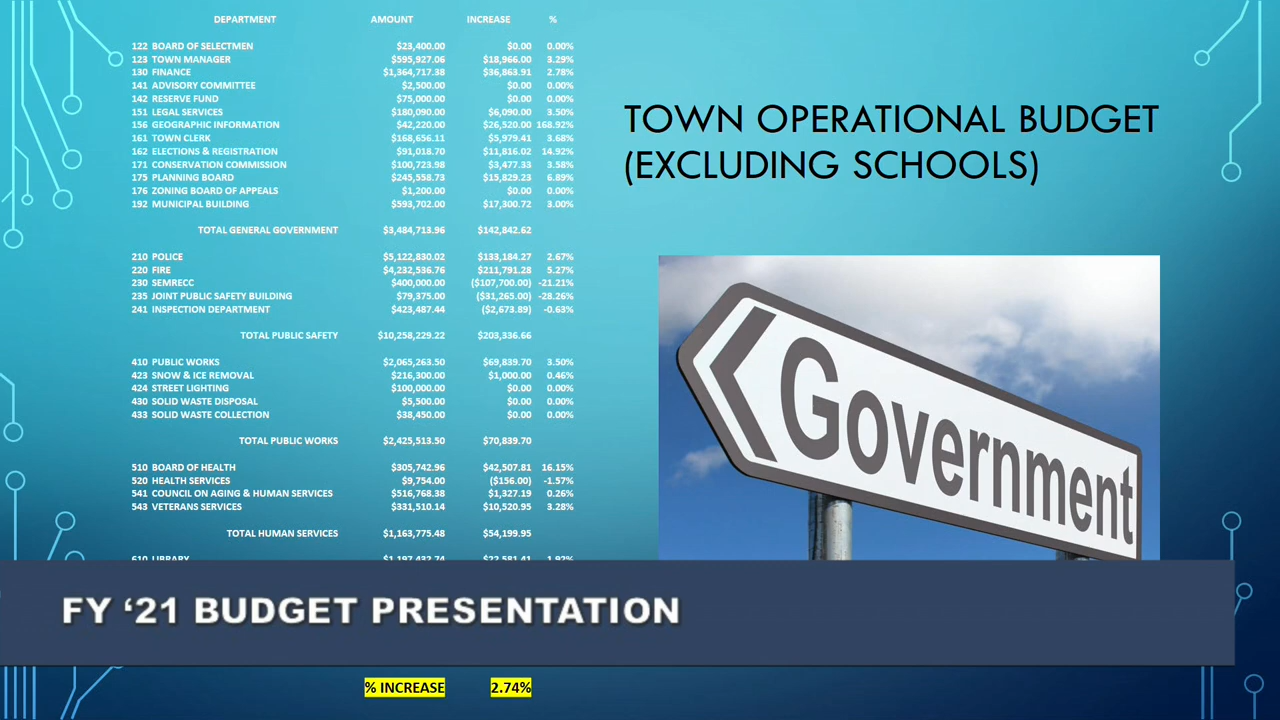 DEPARTMENT AMOUNT INCREASE %
122 BOARD OF SELECTMEN $23,400.00 $0.00 0.00%
123 TOWN MANAGER $595,927.06 $18,966.00 3.29%
130 FINANCE $1,364,717.38 $36,863.91 2.78%
141 ADVISORY COMMITTEE $2,500.00 $0.00 0.00%
142 RESERVE FUND $75,000.00 $0.00 0.00%
151 LEGAL SERVICES $180,090.00 $6,090.00 3.50%
156 GEOGRAPHIC INFORMATION $42,220.00 $26,520.00 168.92%
161 TOWN CLERK $168,656.11 $5,979.41 3.68%
162 ELECTIONS & REGISTRATION $91,018.70 $11,816.02 14.92%
171 CONSERVATION COMMISSION $100,723.98 $3,477.33 3.58%
175 PLANNING BOARD $245,558.73 $15,829.23 6.89%
176 ZONING BOARD OF APPEALS $1,200.00 $0.00 0.00%
192 MUNICIPAL BUILDING $593,702.00 $17,300.72 3.00%
TOTAL GENERAL GOVERNMENT $3,484,713.96 $142,842.62
210 POLICE $5,122,830.02 $133,184.27 2.67%
220 FIRE $4,232,536.76 $211,791.28 5.27%
230 SEMRECC $400,000.00 ($107,700.00) -21.21%
235 JOINT PUBLIC SAFETY BUILDING $79,375.00 ($31,265.00) -28.26%
241 INSPECTION DEPARTMENT $423,487.44 ($2,673.89) -0.63%
TOTAL PUBLIC SAFETY $10,258,229.22 $203,336.66
410 PUBLIC WORKS $2,065,263.50 $69,839.70 3.50%
423 SNOW & ICE REMOVAL $216,300.00 $1,000.00 0.46%
424 STREET LIGHTING $100,000.00 $0.00 0.00%
430 SOLID WASTE DISPOSAL $5,500.00 $0.00 0.00%
433 SOLID WASTE COLLECTION $38,450.00 $0.00 0.00%
TOTAL PUBLIC WORKS $2,425,513.50 $70,839.70
510 BOARD OF HEALTH $305,742.96 $42,507.81 16.15%
520 HEALTH SERVICES $9,754.00 ($156.00) -1.57%
541 COUNCIL ON AGING & HUMAN SERVICES $516,768.38 $1,327.19 0.26%
543 VETERANS SERVICES $331,510.14 $10,520.95 3.28%
TOTAL HUMAN SERVICES $1,163,775.48 $54,199.95
610 LIBRARY $1,197,432.74 $22,581.41 1.92%
% INCREASE 2.74%
TOWN OPERATIONAL BUDGET
(EXCLUDING SCHOOLS)
Government
FY ‘21 BUDGET PRESENTATION